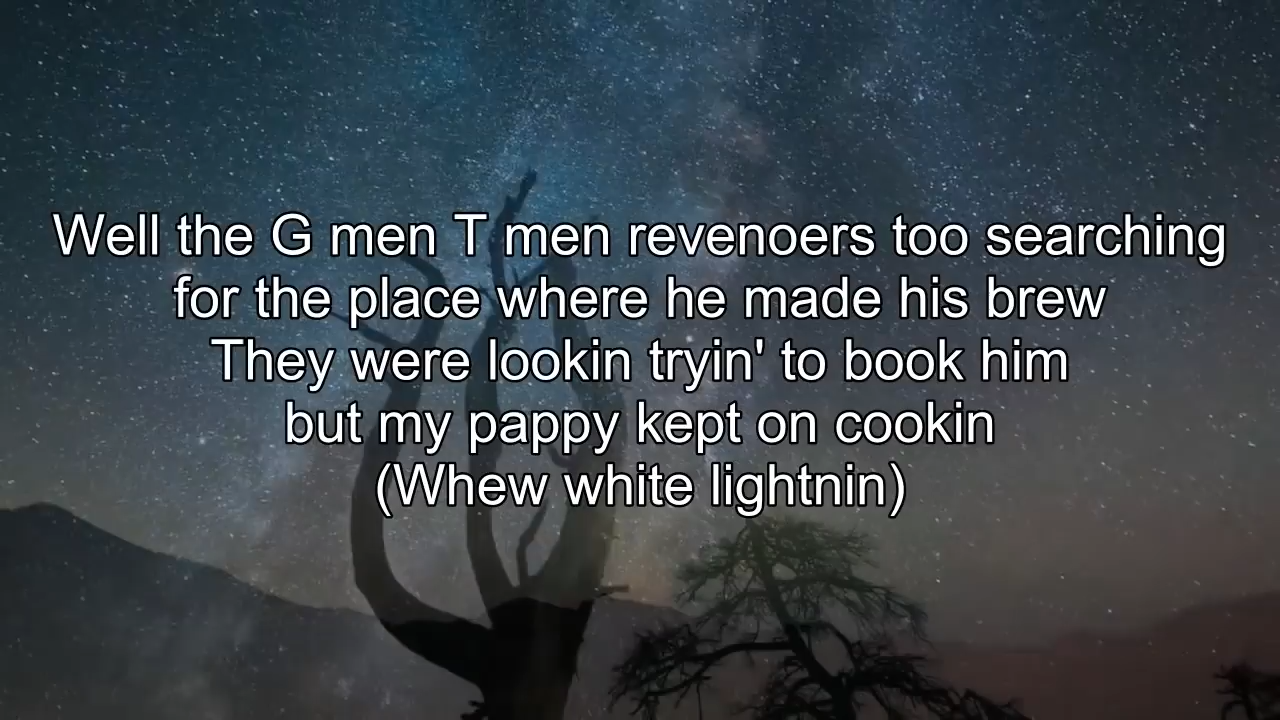 Well the G men T men revenoers too searching
for the place where he made his brew
They were lookin tryin' to book him
but my pappy kept on cookin
(Whew white lightnin)